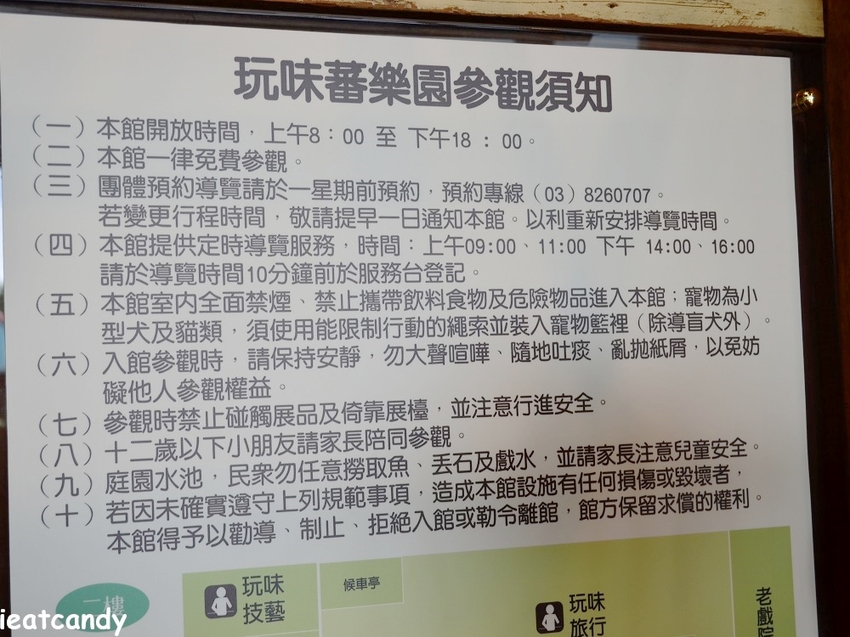 玩味蕃樂園參觀須知
（一）本館開放時間，上午8：00 至 下午18 : 00。
（二）本館一律免費參觀。
（三）團體預約導覽請於一星期前預約，預約專線（03）8260707。
若變更行程時間，敬請提早一日通知本館。以利重新安排導覽時間。
（四）本館提供定時導覽服務，時間：上午09:00、11:00 下午 14:00、16:00
請於導覽時間10分鐘前於服務台登記。
（五）本館室內全面禁煙、禁止攜帶飲料食物及危險物品進入本館；寵物為小
型犬及貓類，須使用能限制行動的繩索並裝入寵物籃裡（除導盲犬外）。
（六）入館參觀時，請保持安靜，勿大聲喧嘩、隨地吐痰、亂拋紙屑，以免妨
礙他人參觀權益。
（七）參觀時禁止碰觸展品及倚靠展檯，並注意行進安全。
（八）十二歲以下小朋友請家長陪同參觀。
（九）庭園水池，民眾勿任意撈取魚、丟石及戲水，並請家長注意兒童安全。
（十）若因未確實遵守上列規範事項，造成本館設施有任何損傷或毀壞者，
本館得予以勸導、制止、拒絕入館或勒令離館，館方保留求償的權利。
二樓
玩味
技藝
候車亭
玩味
旅行
老戲院
ieatcandy